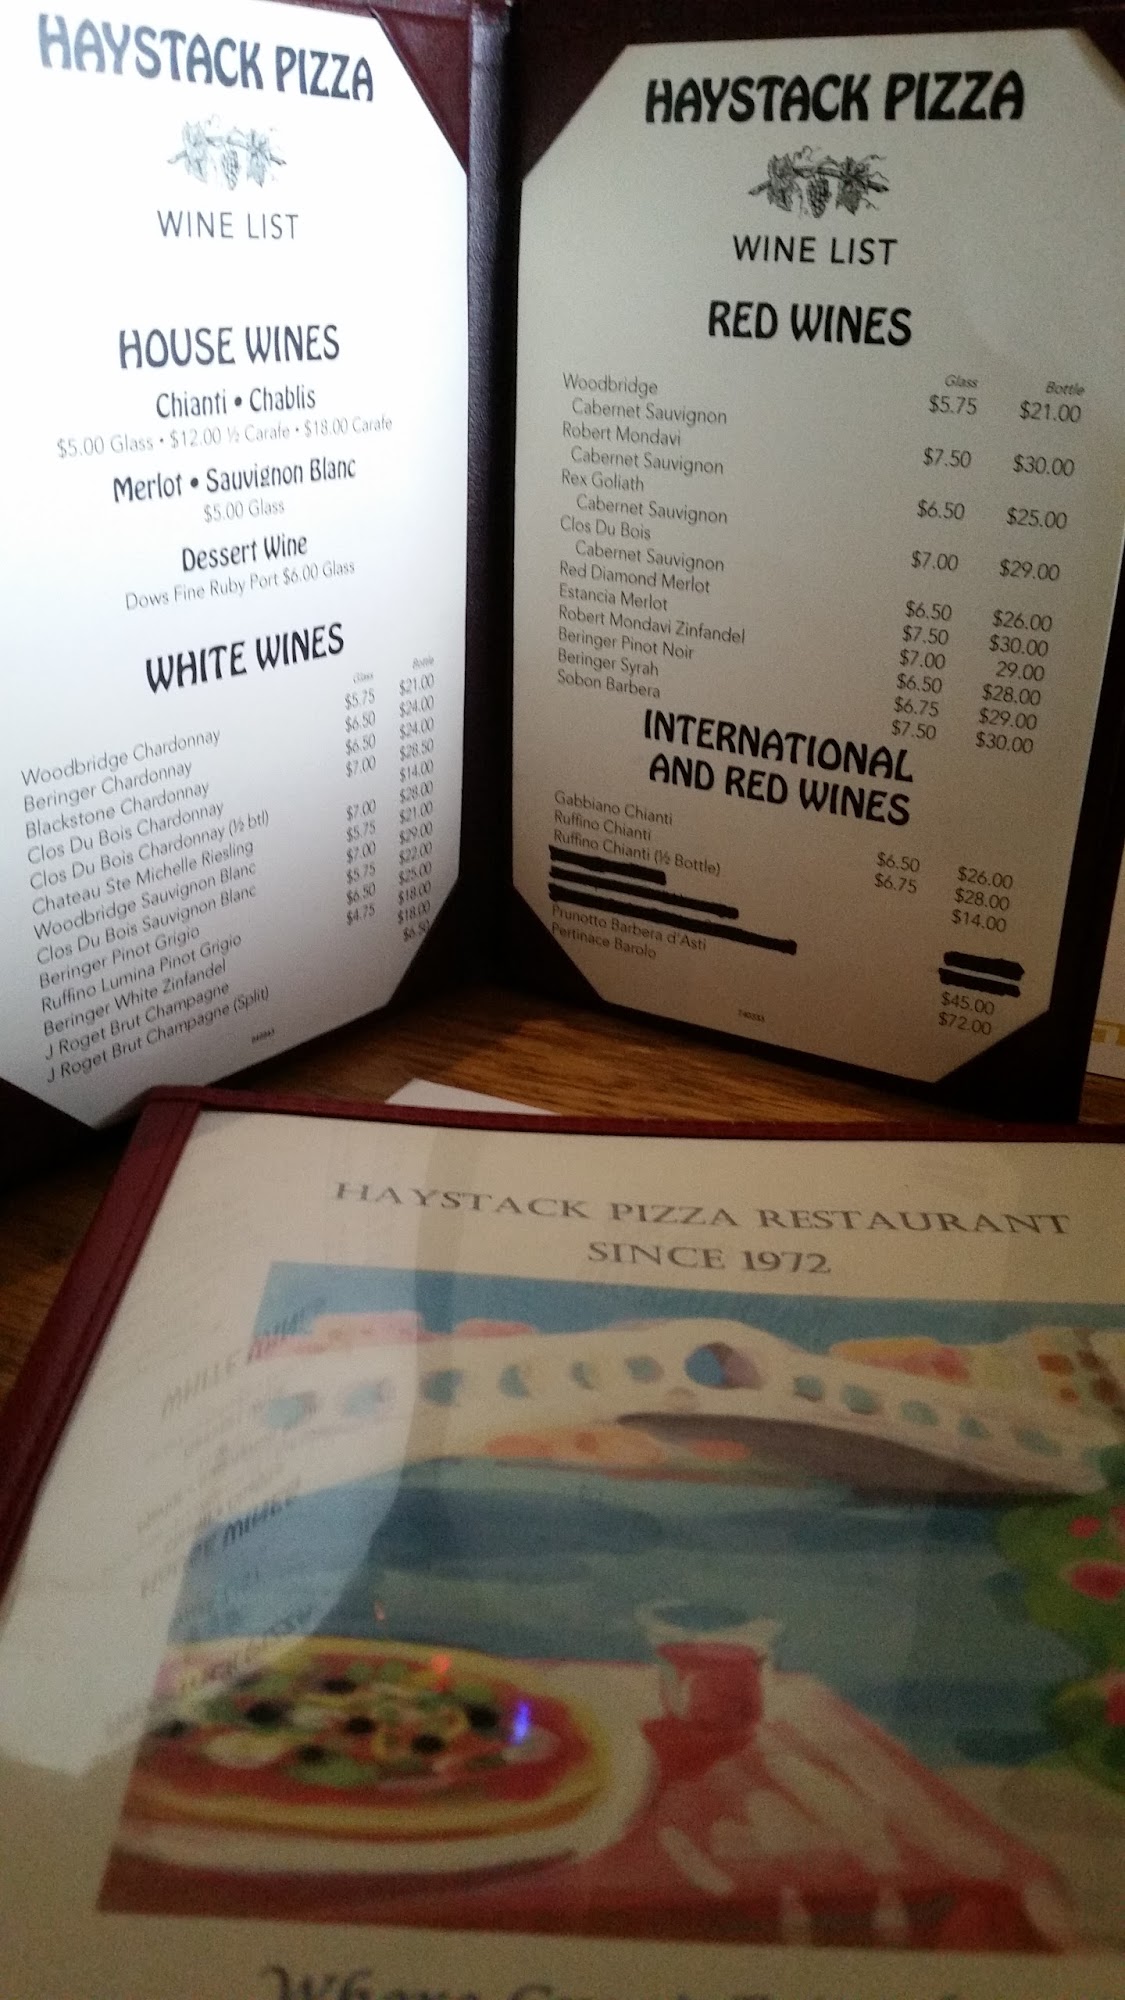 HAYSTACK PIZZA
WINE LIST
HOUSE WINES
Chianti • Chablis
$5.00 Glass • $12.00 ½ Carafe • $18.00 Carafe
Merlot • Sauvignon Blanc
$5.00 Glass
Dessert Wine
Dows Fine Ruby Port $6.00 Glass
WHITE WINES
Glass Bottle
Woodbridge Chardonnay $5.75 $21.00
Beringer Chardonnay $6.50 $24.00
Blackstone Chardonnay $6.50 $24.00
Clos Du Bois Chardonnay $7.00 $28.50
Clos Du Bois Chardonnay (½ btl) $14.00
Chateau Ste Michelle Riesling $7.00 $28.00
Woodbridge Sauvignon Blanc $5.75 $21.00
Clos Du Bois Sauvignon Blanc $7.00 $29.00
Beringer Pinot Grigio $5.75 $22.00
Ruffino Lumina Pinot Grigio $6.50 $25.00
Beringer White Zinfandel $4.75 $18.00
J Roget Brut Champagne $18.00
J Roget Brut Champagne (Split) $6.50
HAYSTACK PIZZA
WINE LIST
RED WINES
Glass Bottle
Woodbridge
Cabernet Sauvignon $5.75 $21.00
Robert Mondavi
Cabernet Sauvignon $7.50 $30.00
Rex Goliath
Cabernet Sauvignon $6.50 $25.00
Clos Du Bois
Cabernet Sauvignon $7.00 $29.00
Red Diamond Merlot $6.50 $26.00
Estancia Merlot $7.50 $30.00
Robert Mondavi Zinfandel $7.00 29.00
Beringer Pinot Noir $6.50 $28.00
Beringer Syrah $6.75 $29.00
Sobon Barbera $7.50 $30.00
INTERNATIONAL
AND RED WINES
Gabbiano Chianti $6.50 $26.00
Ruffino Chianti $6.75 $28.00
Ruffino Chianti (½ Bottle) $14.00
Prunotto Barbera d'Asti $45.00
Pertinace Barolo $72.00
HAYSTACK PIZZA RESTAURANT
SINCE 1972